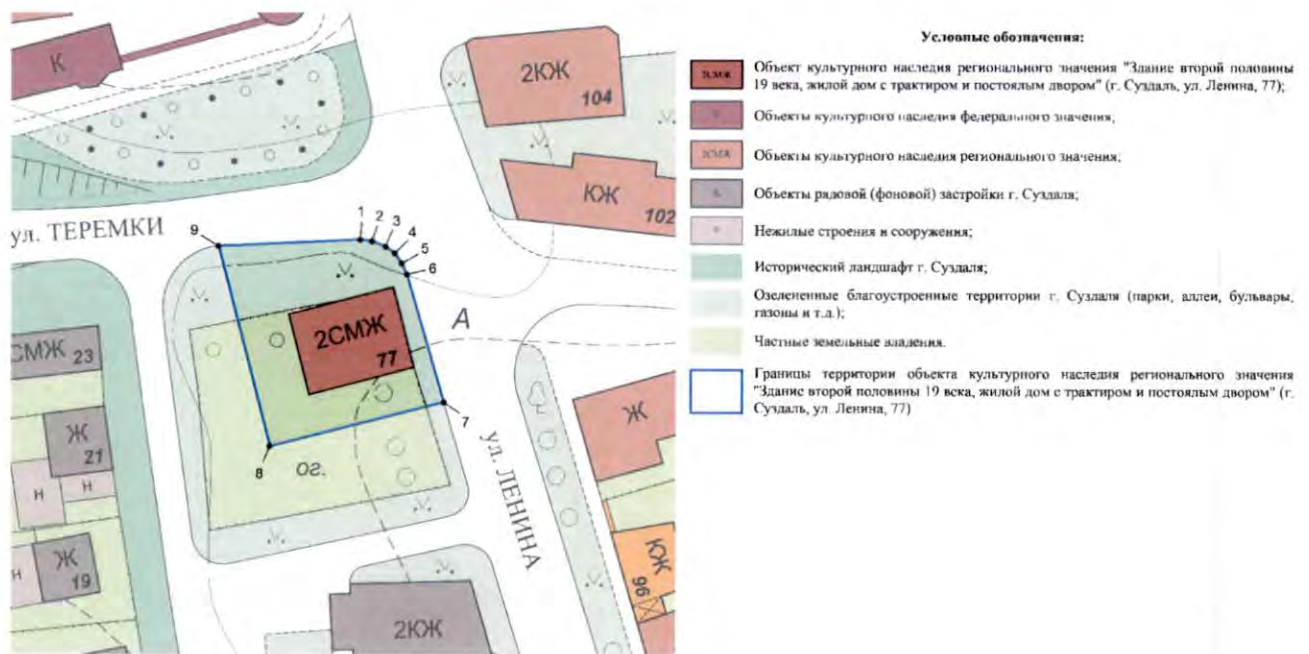 К
2КЖ
104
КЖ
102
ул. ТЕРЕМКИ
9
1
2
3
4
5
6
2СМЖ
77
А
СМЖ 23
Ж
21
Н
Н
7
8
ог.
ул. ЛЕНИНА
Ж
Ж
19
Н
КЖ
96
2КЖ
Условные обозначения:
2СМЖ
Объект культурного наследия регионального значения "Здание второй половины
19 века, жилой дом с трактиром и постоялым двором" (г. Суздаль, ул. Ленина, 77);
Объекты культурного наследия федерального значения;
2СМЖ
Объекты культурного наследия регионального значения;
Объекты рядовой (фоновой) застройки г. Суздаля;
Нежилые строения и сооружения;
Исторический ландшафт г. Суздаля;
Озелененные благоустроенные территории г. Суздаля (парки, аллеи, бульвары,
газоны и т.д.);
Частные земельные владения.
Границы территории объекта культурного наследия регионального значения
"Здание второй половины 19 века, жилой дом с трактиром и постоялым двором" (г.
Суздаль, ул. Ленина, 77)